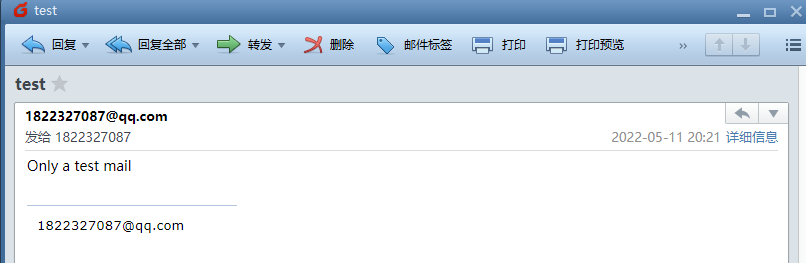 test
回复 回复全部 转发 删除 邮件标签 打印 打印预览 »
test
1822327087@qq.com
发给 1822327087 2022-05-11 20:21 详细信息
Only a test mail
1822327087@qq.com